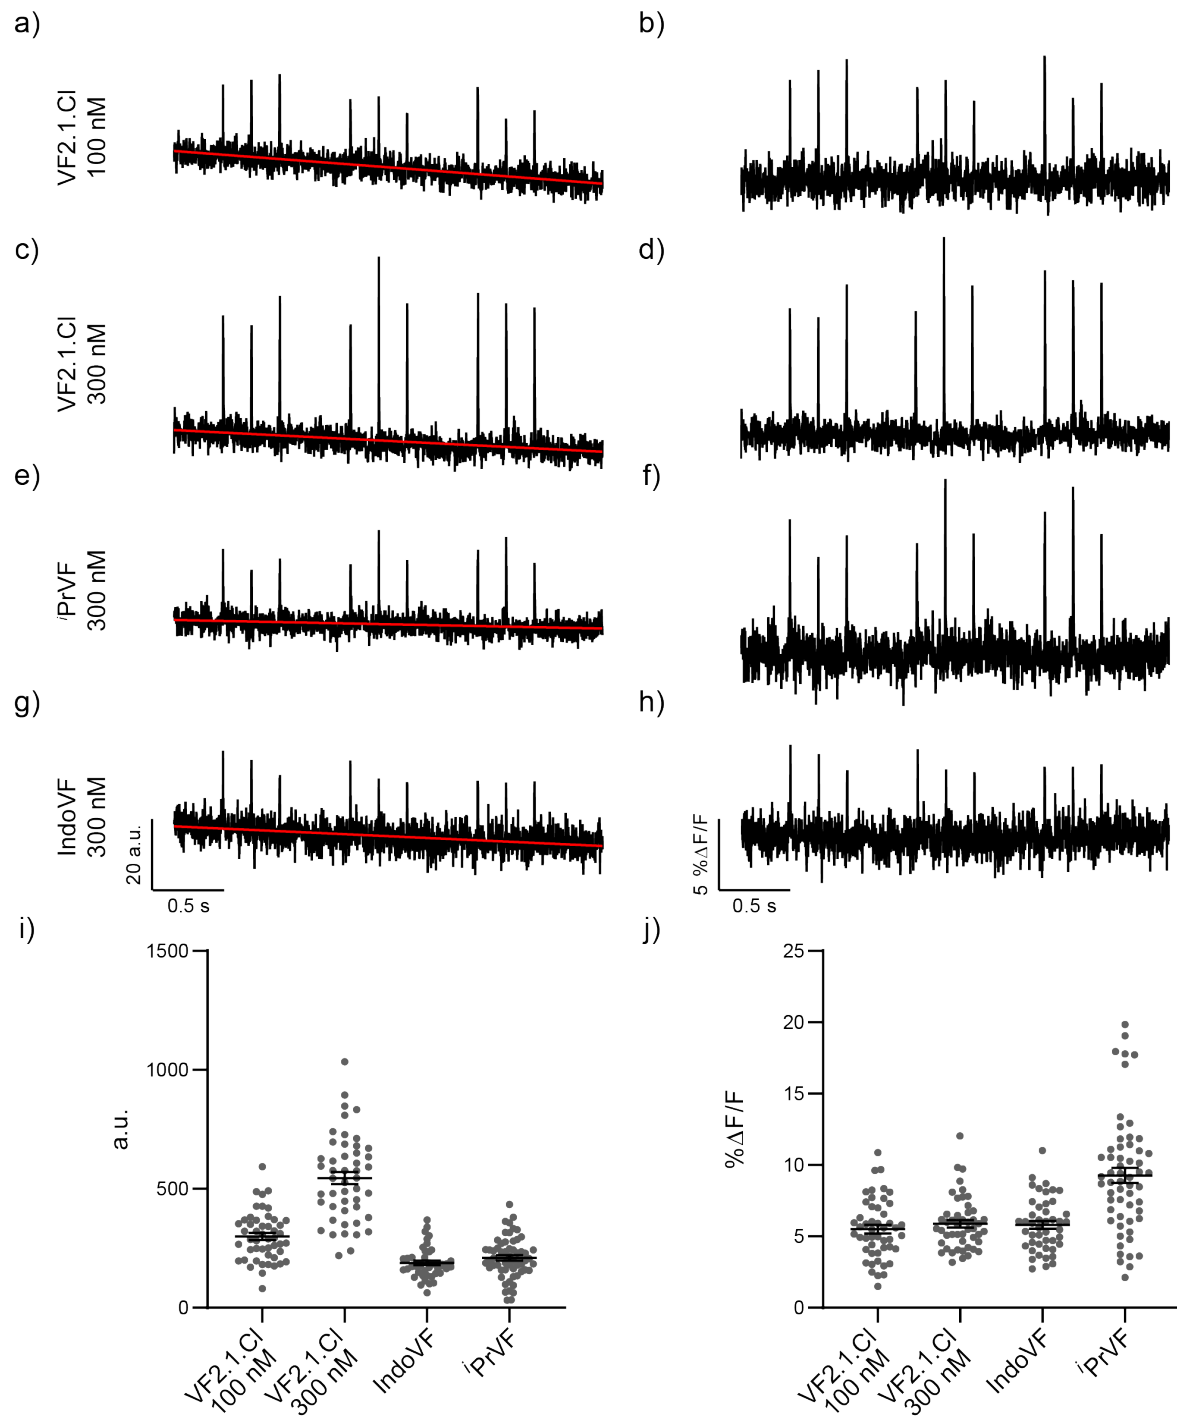 a)
b)
VF2.1.Cl
100 nM
c)
d)
VF2.1.Cl
300 nM
e)
f)
iPrVF
300 nM
g)
h)
IndoVF
300 nM
20 a.u.
0.5 s
5 %ΔF/F
0.5 s
i)
j)
1500
1000
500
0
a.u.
VF2.1.Cl
100 nM
VF2.1.Cl
300 nM
IndoVF
iPrVF
25
20
15
10
5
0
%ΔF/F
VF2.1.Cl
100 nM
VF2.1.Cl
300 nM
IndoVF
iPrVF